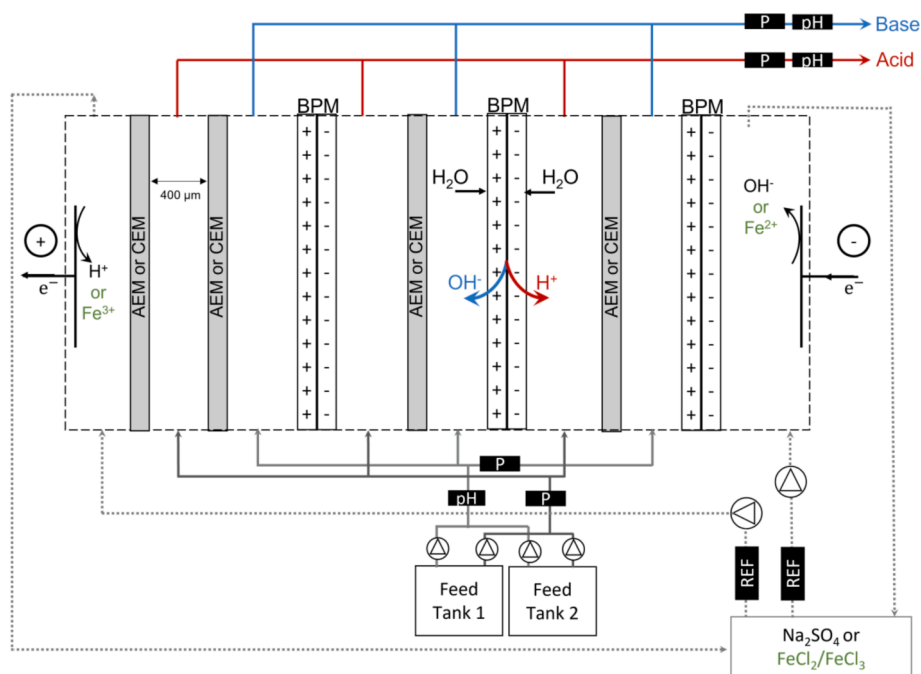 P pH Base
P pH Acid
BPM BPM BPM
+ - + - + -
+ - + - + -
+ - + - + -
+ - + - + -
+ - + - + -
+ - + - + -
+ - + - + -
+ - + - + -
+ - + - + -
+ - + - + -
+ - + - + -
+ - + - + -
+ - + - + -
AEM or CEM
400 μm
AEM or CEM
AEM or CEM
H₂O H₂O
OH⁻ H⁺
AEM or CEM
+
e⁻
H⁺
or
Fe³⁺
OH⁻
or
Fe²⁺
-
e⁻
P
pH P
Feed
Tank 1
Feed
Tank 2
REF REF
Na₂SO₄ or
FeCl₂/FeCl₃